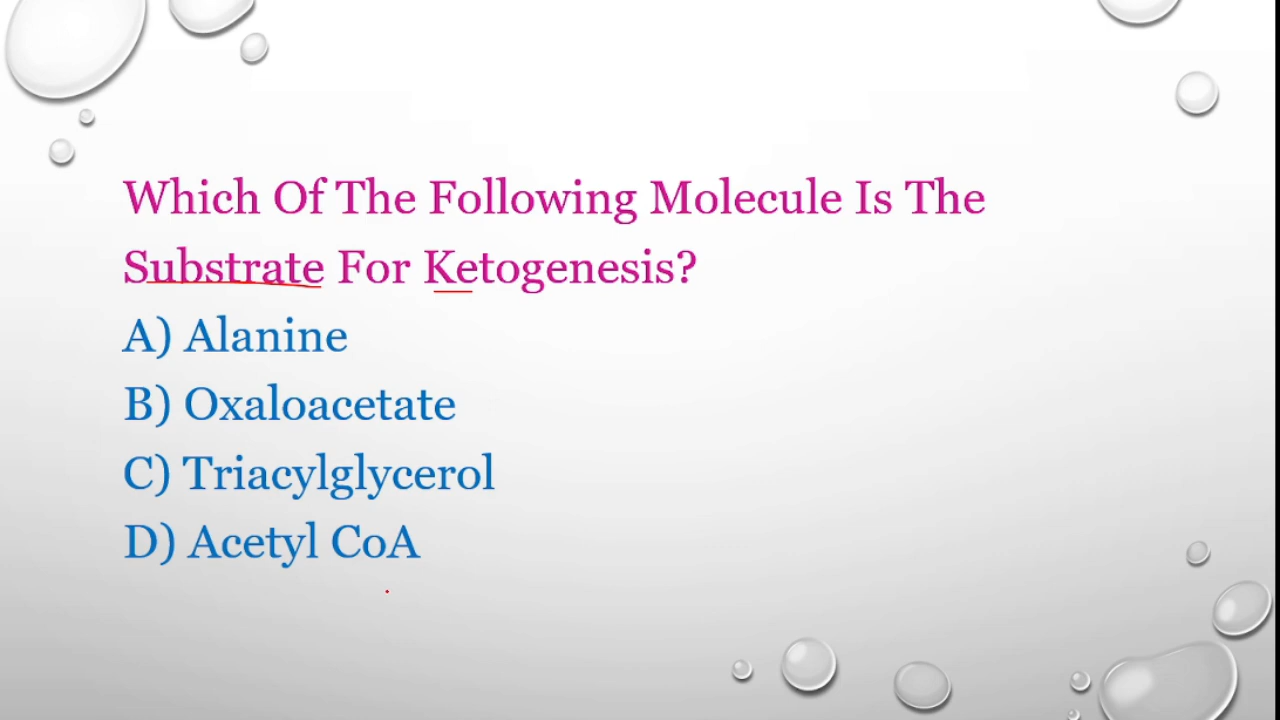 Which Of The Following Molecule Is The
Substrate For Ketogenesis?
A) Alanine
B) Oxaloacetate
C) Triacylglycerol
D) Acetyl CoA